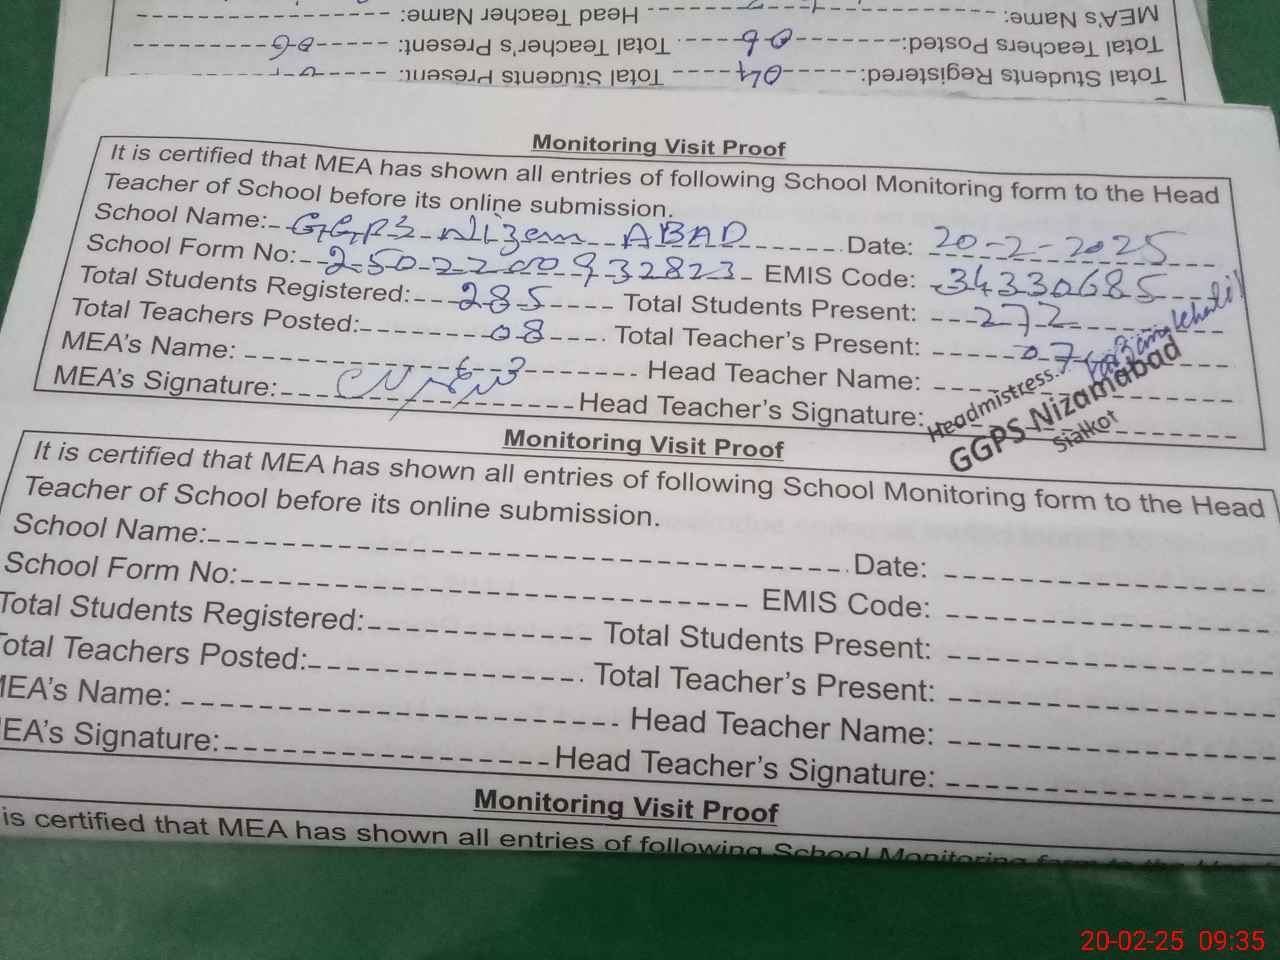 MEA's Name: Head Teacher Name:
Total Teachers Posted: 06 Total Teacher's Present: 06
Total Students Registered: Total Students Present:
Monitoring Visit Proof
It is certified that MEA has shown all entries of following School Monitoring form to the Head
Teacher of School before its online submission.
School Name: GGPS Nizam ABAD Date: 20-2-2025
School Form No: 2502200932823 EMIS Code: 34330685
Total Students Registered: 285 Total Students Present: 272
Total Teachers Posted: 08 Total Teacher's Present: 07
MEA's Name: Head Teacher Name:
MEA's Signature: Head Teacher's Signature:
Headmistress
GGPS Nizamabad
Sialkot
Monitoring Visit Proof
It is certified that MEA has shown all entries of following School Monitoring form to the Head
Teacher of School before its online submission.
School Name: Date:
School Form No: EMIS Code:
Total Students Registered: Total Students Present:
Total Teachers Posted: Total Teacher's Present:
MEA's Name: Head Teacher Name:
MEA's Signature: Head Teacher's Signature:
Monitoring Visit Proof
is certified that MEA has shown all entries of following School Monitoring form to the
20-02-25 09:35